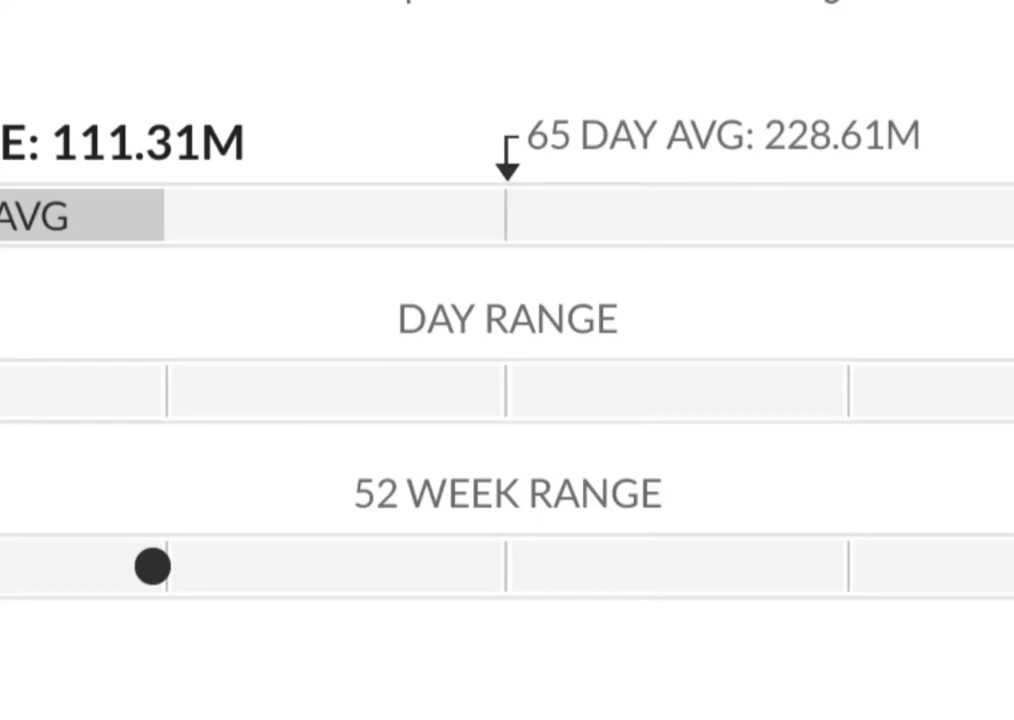 E: 111.31M
65 DAY AVG: 228.61M
AVG
DAY RANGE
52 WEEK RANGE